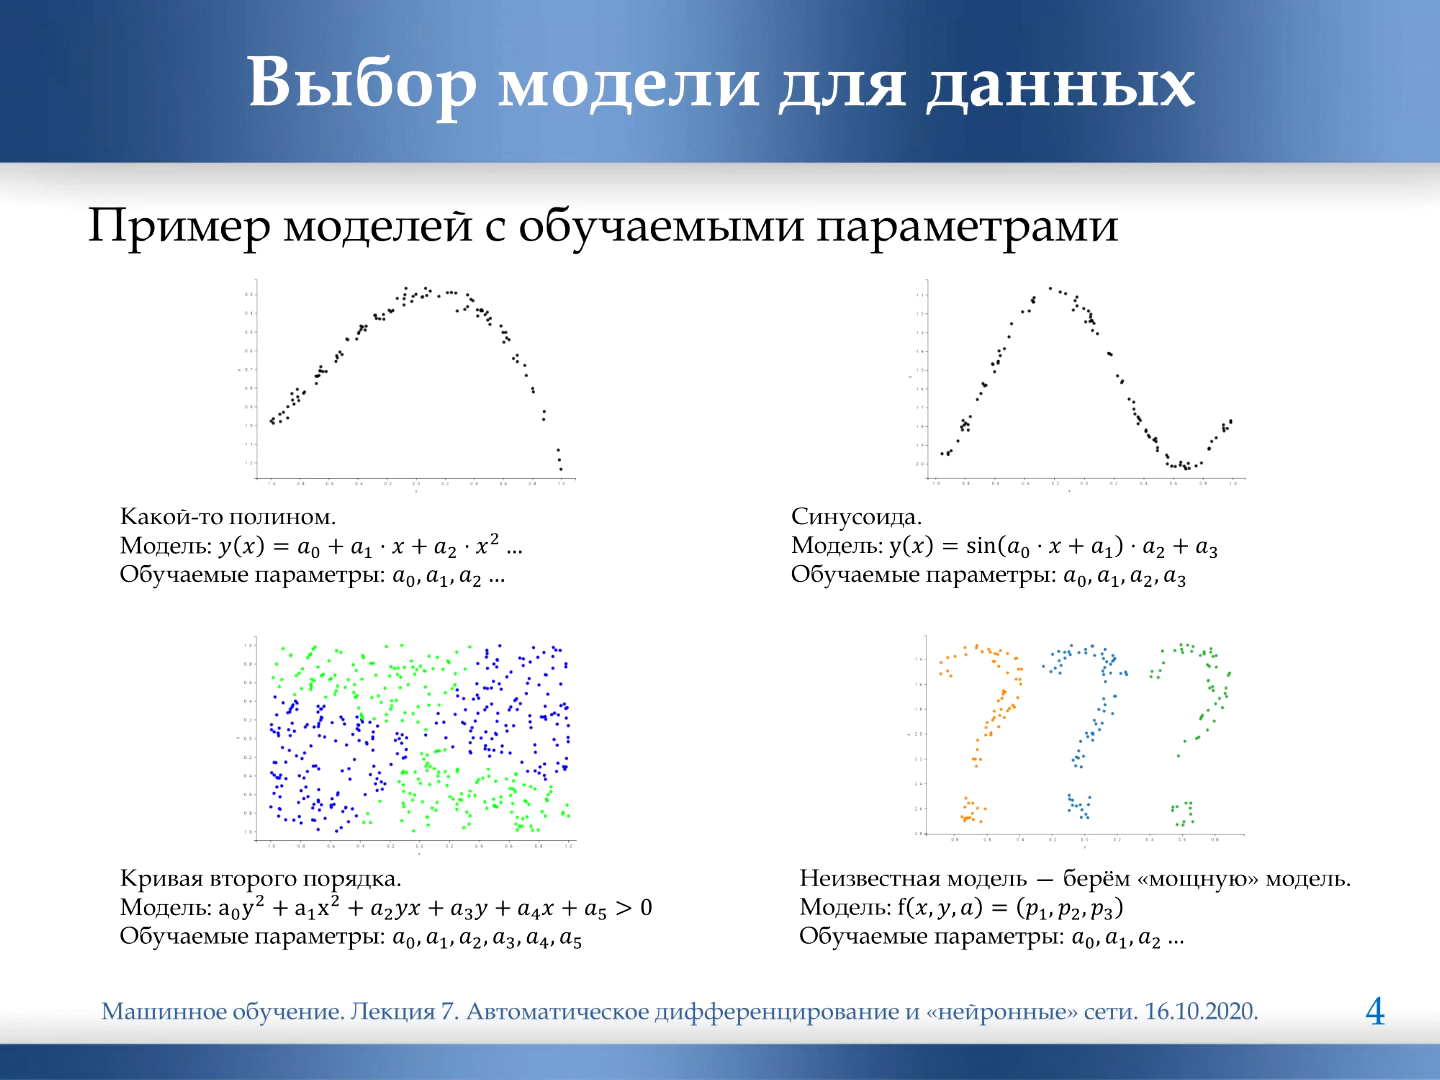 Выбор модели для данных
Пример моделей с обучаемыми параметрами
Какой-то полином.
Модель: y(x) = a₀ + a₁ · x + a₂ · x² ...
Обучаемые параметры: a₀, a₁, a₂ ...
Синусоида.
Модель: y(x) = sin(a₀ · x + a₁) · a₂ + a₃
Обучаемые параметры: a₀, a₁, a₂, a₃
Кривая второго порядка.
Модель: a₀y² + a₁x² + a₂yx + a₃y + a₄x + a₅ > 0
Обучаемые параметры: a₀, a₁, a₂, a₃, a₄, a₅
Неизвестная модель — берём «мощную» модель.
Модель: f(x, y, a) = (p₁, p₂, p₃)
Обучаемые параметры: a₀, a₁, a₂ ...
Машинное обучение. Лекция 7. Автоматическое дифференцирование и «нейронные» сети. 16.10.2020.
4